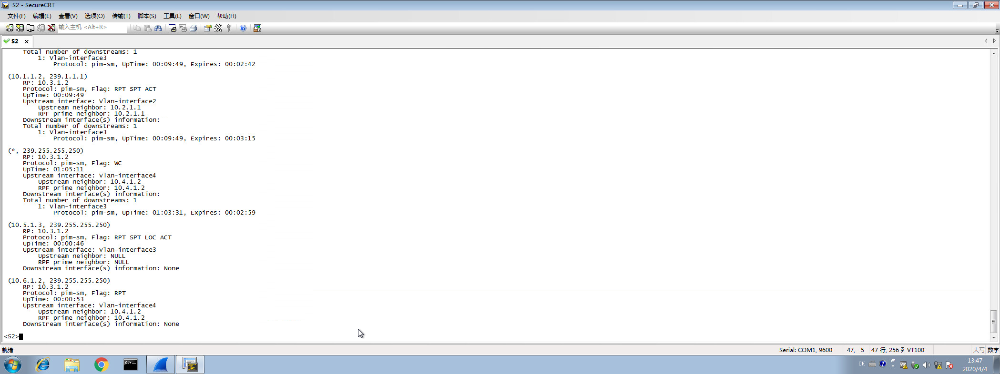 S2 - SecureCRT
文件(F) 编辑(E) 查看(V) 选项(O) 传输(T) 脚本(S) 工具(L) 窗口(W) 帮助(H)
输入主机 <Alt+R>
S2
Total number of downstreams: 1
1: Vlan-interface3
Protocol: pim-sm, UpTime: 00:09:49, Expires: 00:02:42
(10.1.1.2, 239.1.1.1)
RP: 10.3.1.2
Protocol: pim-sm, Flag: RPT SPT ACT
UpTime: 00:09:49
Upstream interface: Vlan-interface2
Upstream neighbor: 10.2.1.1
RPF prime neighbor: 10.2.1.1
Downstream interface(s) information:
Total number of downstreams: 1
1: Vlan-interface3
Protocol: pim-sm, UpTime: 00:09:49, Expires: 00:03:15
(*, 239.255.255.250)
RP: 10.3.1.2
Protocol: pim-sm, Flag: WC
UpTime: 01:05:11
Upstream interface: Vlan-interface4
Upstream neighbor: 10.4.1.2
RPF prime neighbor: 10.4.1.2
Downstream interface(s) information:
Total number of downstreams: 1
1: Vlan-interface3
Protocol: pim-sm, UpTime: 01:03:31, Expires: 00:02:59
(10.5.1.3, 239.255.255.250)
RP: 10.3.1.2
Protocol: pim-sm, Flag: RPT SPT LOC ACT
UpTime: 00:00:46
Upstream interface: Vlan-interface3
Upstream neighbor: NULL
RPF prime neighbor: NULL
Downstream interface(s) information: None
(10.6.1.2, 239.255.255.250)
RP: 10.3.1.2
Protocol: pim-sm, Flag: RPT
UpTime: 00:00:53
Upstream interface: Vlan-interface4
Upstream neighbor: 10.4.1.2
RPF prime neighbor: 10.4.1.2
Downstream interface(s) information: None
<S2>
就绪 Serial: COM1, 9600 47, 5 47 行, 256 列 VT100 大写 数字
C:\_
CH 13:47
2020/4/4